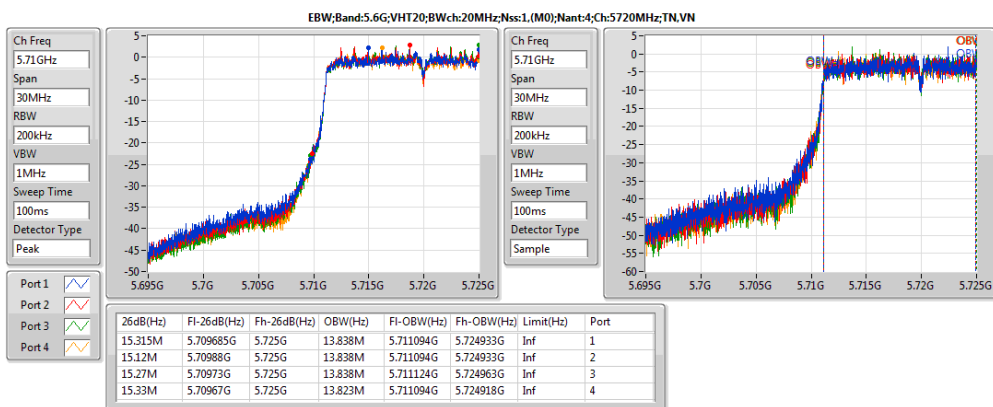 EBW;Band:5.6G;VHT20;BWch:20MHz;Nss:1,(M0);Nant:4;Ch:5720MHz;TN,VN
Ch Freq
5.71GHz
Span
30MHz
RBW
200kHz
VBW
1MHz
Sweep Time
100ms
Detector Type
Peak
5
0
-5
-10
-15
-20
-25
-30
-35
-40
-45
-50
5.695G 5.7G 5.705G 5.71G 5.715G 5.72G 5.725G
Ch Freq
5.71GHz
Span
30MHz
RBW
200kHz
VBW
1MHz
Sweep Time
100ms
Detector Type
Sample
5
0
-5
-10
-15
-20
-25
-30
-35
-40
-45
-50
-55
-60
OBW
OBW
OBW
5.695G 5.7G 5.705G 5.71G 5.715G 5.72G 5.725G
Port 1
Port 2
Port 3
Port 4
26dB(Hz) Fl-26dB(Hz) Fh-26dB(Hz) OBW(Hz) Fl-OBW(Hz) Fh-OBW(Hz) Limit(Hz) Port
15.315M 5.709685G 5.725G 13.838M 5.711094G 5.724933G Inf 1
15.12M 5.70988G 5.725G 13.838M 5.711094G 5.724933G Inf 2
15.27M 5.70973G 5.725G 13.838M 5.711124G 5.724963G Inf 3
15.33M 5.70967G 5.725G 13.823M 5.711094G 5.724918G Inf 4